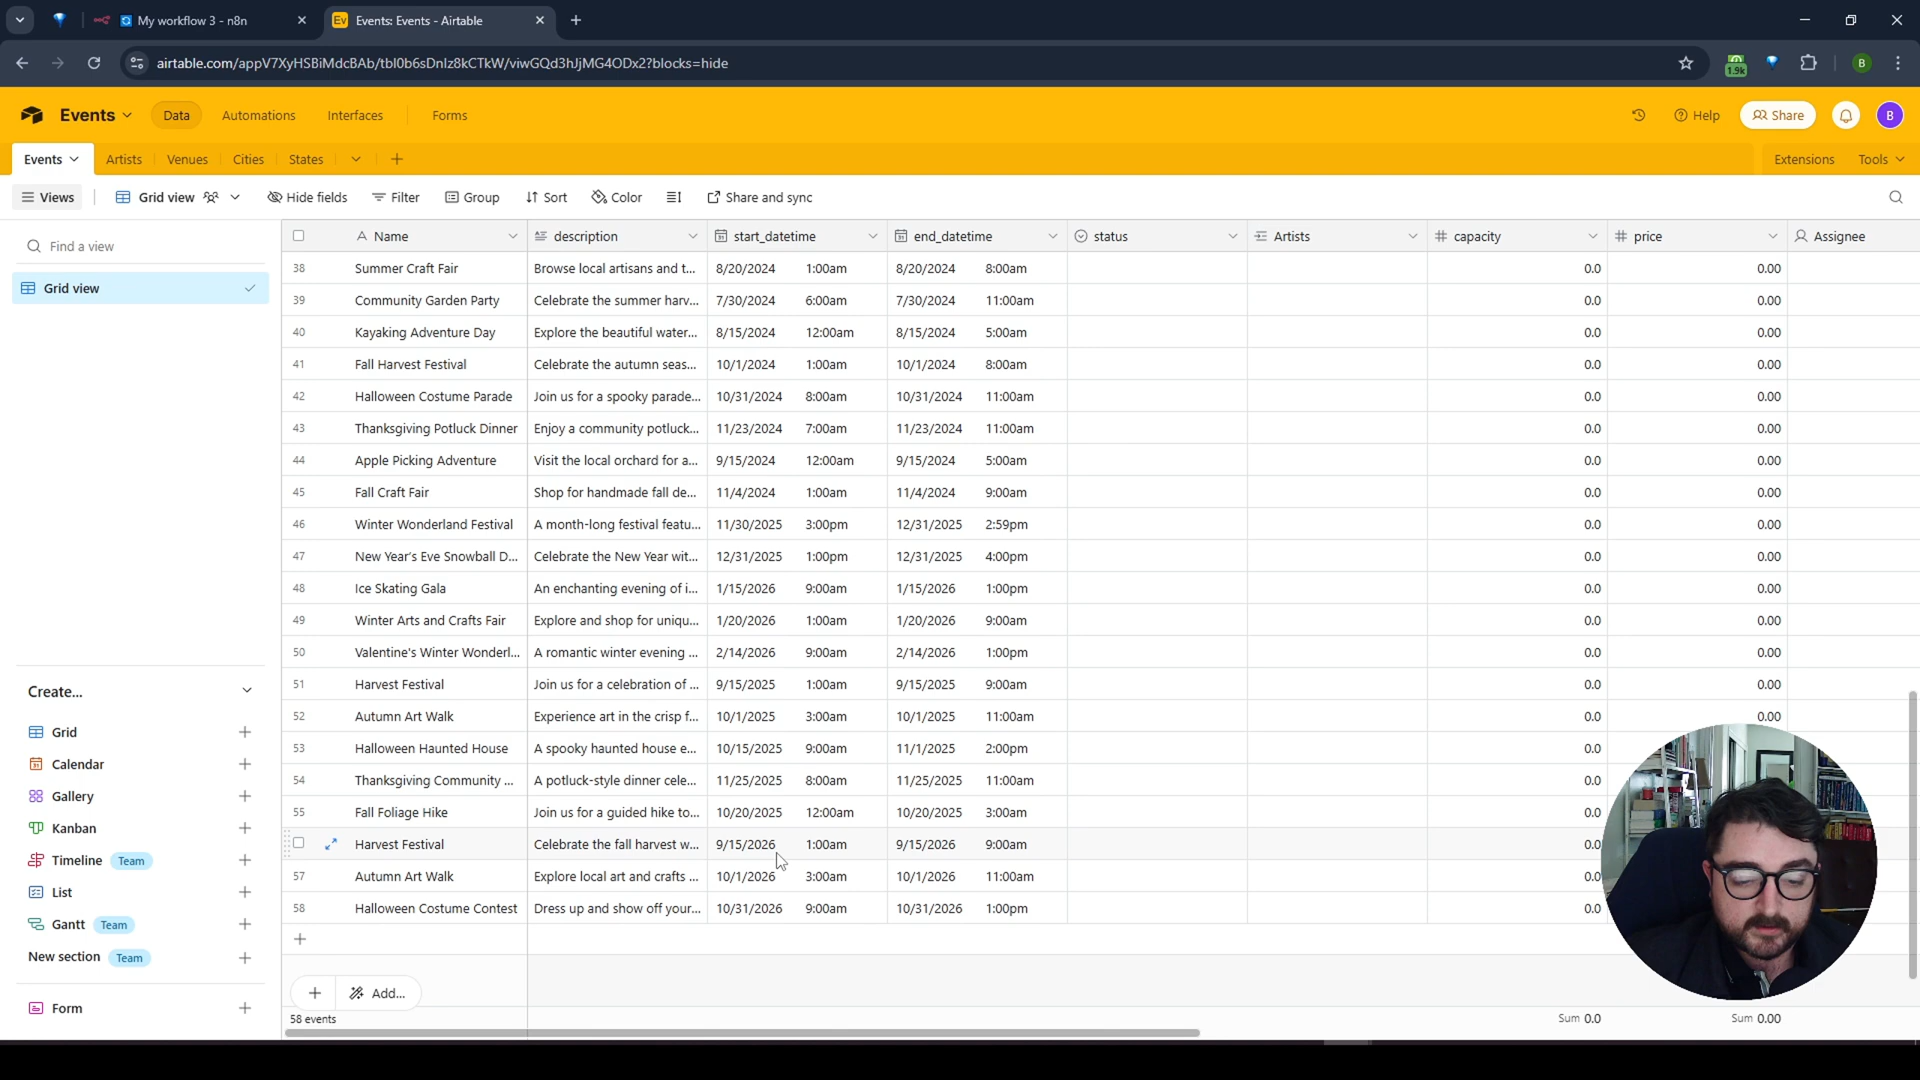 My workflow 3 - n8n
Events: Events - Airtable
airtable.com/appV7XyHSBiMdcBAb/tbl0b6sDnIz8kCTkW/viwGQd3hJjMG4ODx2?blocks=hide
1.9k
B
Events
Data
Automations
Interfaces
Forms
Help
Share
B
Events
Artists
Venues
Cities
States
Extensions
Tools
Views
Grid view
Hide fields
Filter
Group
Sort
Color
Share and sync
Find a view
Grid view
Create...
Grid
Calendar
Gallery
Kanban
Timeline Team
List
Gantt Team
New section Team
Form
Name description start_datetime end_datetime status Artists capacity price Assignee
38 Summer Craft Fair Browse local artisans and t... 8/20/2024 1:00am 8/20/2024 8:00am 0.0 0.00
39 Community Garden Party Celebrate the summer harv... 7/30/2024 6:00am 7/30/2024 11:00am 0.0 0.00
40 Kayaking Adventure Day Explore the beautiful water... 8/15/2024 12:00am 8/15/2024 5:00am 0.0 0.00
41 Fall Harvest Festival Celebrate the autumn seas... 10/1/2024 1:00am 10/1/2024 8:00am 0.0 0.00
42 Halloween Costume Parade Join us for a spooky parade... 10/31/2024 8:00am 10/31/2024 11:00am 0.0 0.00
43 Thanksgiving Potluck Dinner Enjoy a community potluck... 11/23/2024 7:00am 11/23/2024 11:00am 0.0 0.00
44 Apple Picking Adventure Visit the local orchard for a... 9/15/2024 12:00am 9/15/2024 5:00am 0.0 0.00
45 Fall Craft Fair Shop for handmade fall de... 11/4/2024 1:00am 11/4/2024 9:00am 0.0 0.00
46 Winter Wonderland Festival A month-long festival featu... 11/30/2025 3:00pm 12/31/2025 2:59pm 0.0 0.00
47 New Year's Eve Snowball D... Celebrate the New Year wit... 12/31/2025 1:00pm 12/31/2025 4:00pm 0.0 0.00
48 Ice Skating Gala An enchanting evening of i... 1/15/2026 9:00am 1/15/2026 1:00pm 0.0 0.00
49 Winter Arts and Crafts Fair Explore and shop for uniqu... 1/20/2026 1:00am 1/20/2026 9:00am 0.0 0.00
50 Valentine's Winter Wonderl... A romantic winter evening ... 2/14/2026 9:00am 2/14/2026 1:00pm 0.0 0.00
51 Harvest Festival Join us for a celebration of ... 9/15/2025 1:00am 9/15/2025 9:00am 0.0 0.00
52 Autumn Art Walk Experience art in the crisp f... 10/1/2025 3:00am 10/1/2025 11:00am 0.0 0.00
53 Halloween Haunted House A spooky haunted house e... 10/15/2025 9:00am 11/1/2025 2:00pm 0.0
54 Thanksgiving Community ... A potluck-style dinner cele... 11/25/2025 8:00am 11/25/2025 11:00am 0.0
55 Fall Foliage Hike Join us for a guided hike to... 10/20/2025 12:00am 10/20/2025 3:00am 0.0
Harvest Festival Celebrate the fall harvest w... 9/15/2026 1:00am 9/15/2026 9:00am 0.0
57 Autumn Art Walk Explore local art and crafts ... 10/1/2026 3:00am 10/1/2026 11:00am 0.0
58 Halloween Costume Contest Dress up and show off your... 10/31/2026 9:00am 10/31/2026 1:00pm 0.0
Add...
58 events
Sum 0.0
Sum 0.00